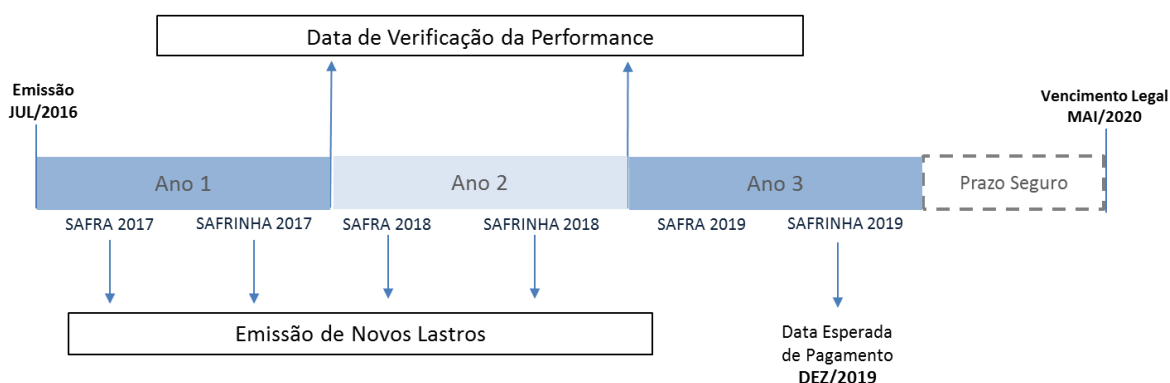 Data de Verificação da Performance
Emissão
JUL/2016
Vencimento Legal
MAI/2020
Ano 1
Ano 2
Ano 3
Prazo Seguro
SAFRA 2017
SAFRINHA 2017
SAFRA 2018
SAFRINHA 2018
SAFRA 2019
SAFRINHA 2019
Emissão de Novos Lastros
Data Esperada
de Pagamento
DEZ/2019